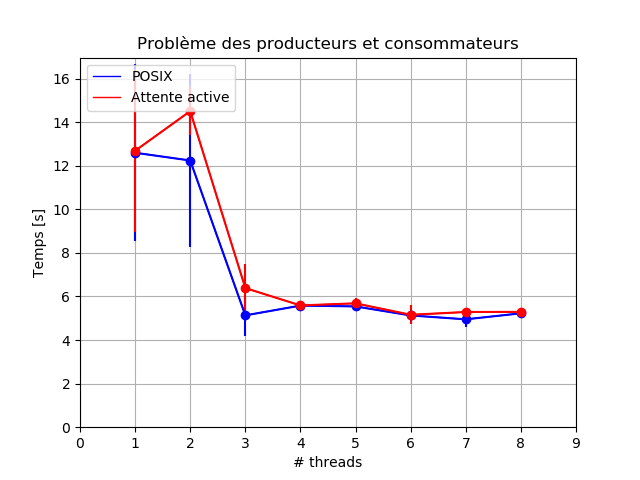 Problème des producteurs et consommateurs
POSIX
Attente active
Temps [s]
16
14
12
10
8
6
4
2
0
0 1 2 3 4 5 6 7 8 9
# threads